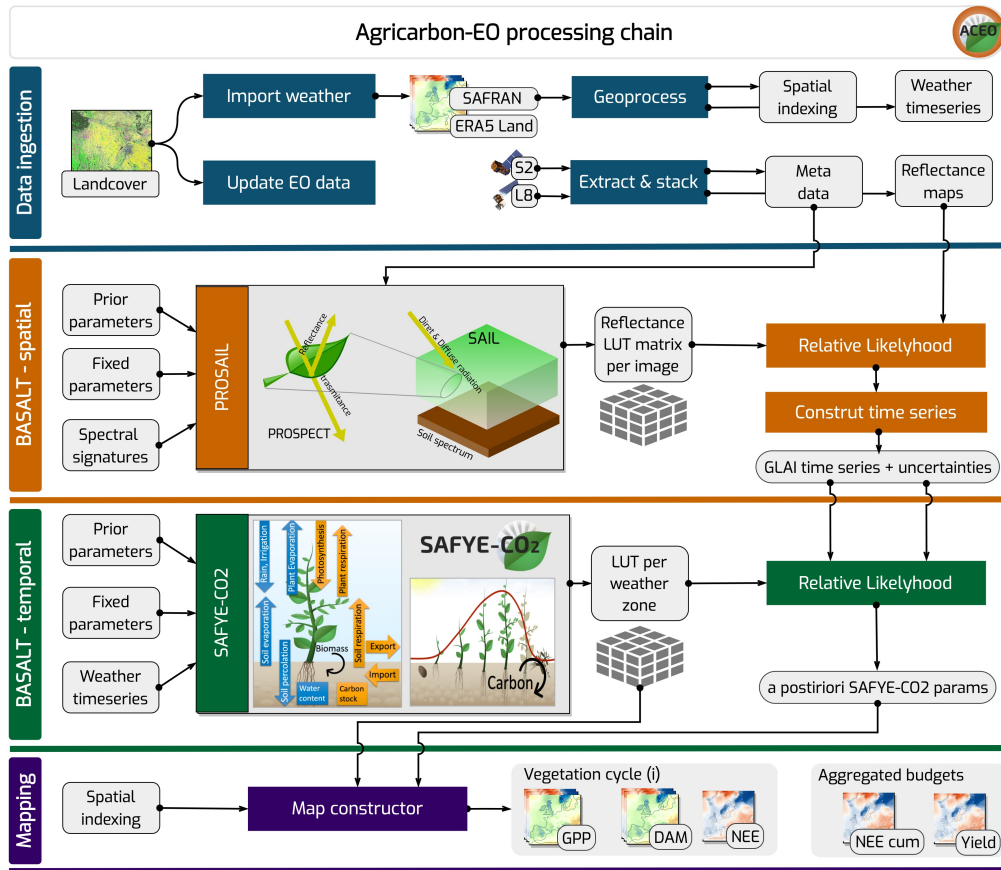 Agricarbon-EO processing chain
ACEO
Data ingestion
Import weather
SAFRAN
ERA5 Land
Geoprocess
Spatial
indexing
Weather
timeseries
Landcover
Update EO data
S2
L8
Extract & stack
Meta
data
Reflectance
maps
BASALT - spatial
Prior
parameters
Fixed
parameters
Spectral
signatures
PROSAIL
Reflectance
trasmitance
PROSPECT
Diret & Diffuse radiation
SAIL
Soil spectrum
Reflectance
LUT matrix
per image
Relative Likelyhood
Construt time series
GLAI time series + uncertainties
BASALT - temporal
Prior
parameters
Fixed
parameters
Weather
timeseries
SAFYE-CO2
Rain, Irrigation
Plant Evaporation
Photosynthesis
Plant respiration
Soil evaporation
Soil percolation
Biomass
Soil respiration
Export
Import
Water
content
Carbon
stock
SAFYE-CO2
Carbon
LUT per
weather
zone
Relative Likelyhood
a postiriori SAFYE-CO2 params
Mapping
Spatial
indexing
Map constructor
Vegetation cycle (i)
GPP
DAM
NEE
Aggregated budgets
NEE cum
Yield